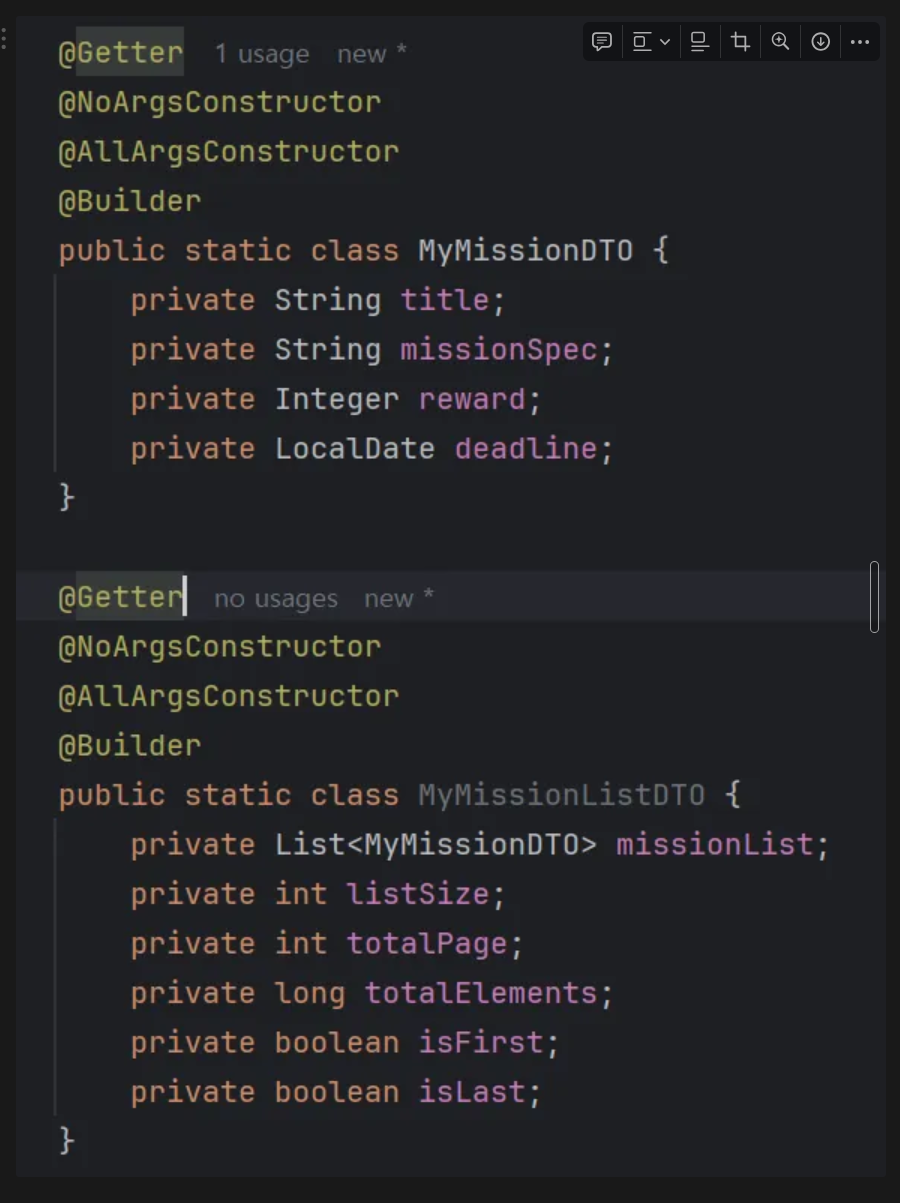 @Getter 1 usage new *
@NoArgsConstructor
@AllArgsConstructor
@Builder
public static class MyMissionDTO {
    private String title;
    private String missionSpec;
    private Integer reward;
    private LocalDate deadline;
}
@Getter no usages new *
@NoArgsConstructor
@AllArgsConstructor
@Builder
public static class MyMissionListDTO {
    private List<MyMissionDTO> missionList;
    private int listSize;
    private int totalPage;
    private long totalElements;
    private boolean isFirst;
    private boolean isLast;
}